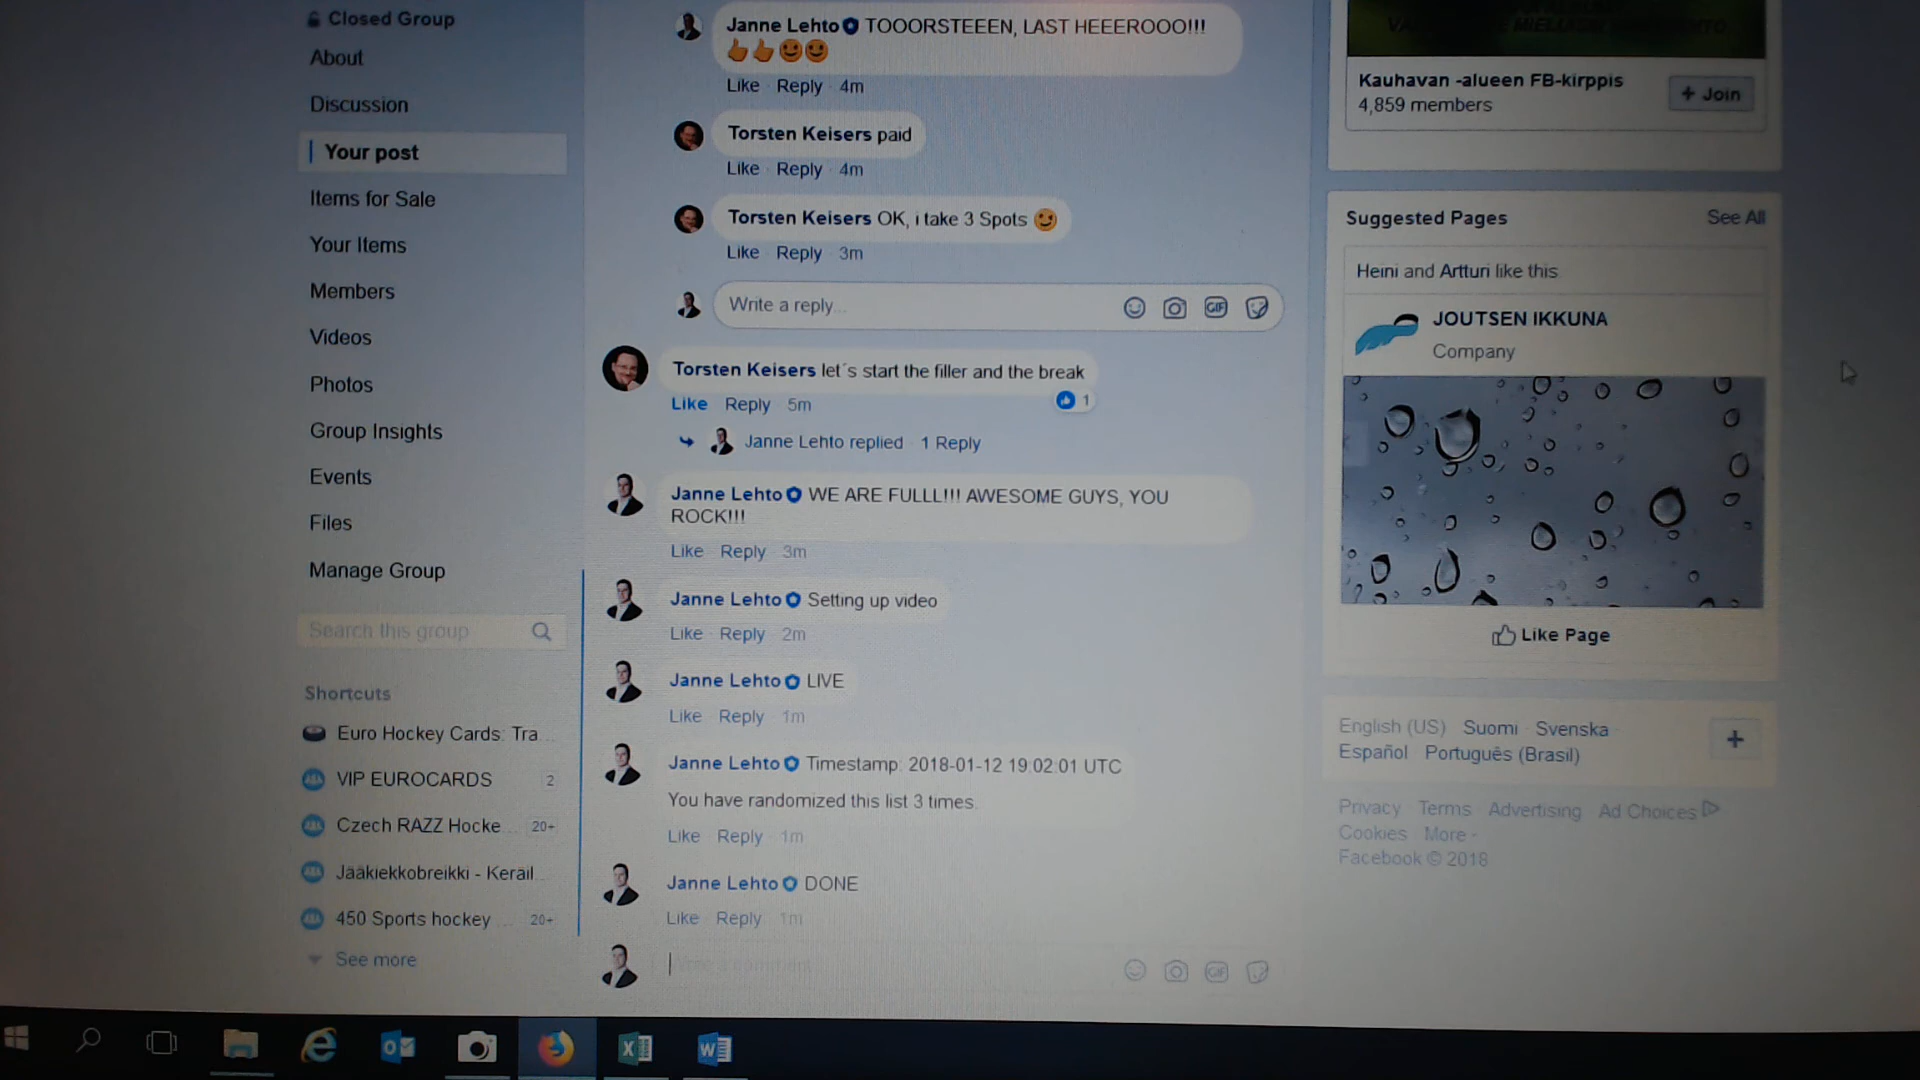 Closed Group
About
Discussion
Your post
Items for Sale
Your Items
Members
Videos
Photos
Group Insights
Events
Files
Manage Group
Search this group
Shortcuts
Euro Hockey Cards: Tra...
VIP EUROCARDS 2
Czech RAZZ Hocke... 20+
Jääkiekkobreikki - Keräil...
450 Sports hockey ... 20+
See more
Janne Lehto TOOORSTEEEN, LAST HEEEROOO!!!
Like · Reply · 4m
Torsten Keisers paid
Like · Reply · 4m
Torsten Keisers OK, i take 3 Spots
Like · Reply · 3m
Write a reply...
GIF
Torsten Keisers let´s start the filler and the break
1
Like · Reply · 5m
Janne Lehto replied · 1 Reply
Janne Lehto WE ARE FULLL!!! AWESOME GUYS, YOU
ROCK!!!
Like · Reply · 3m
Janne Lehto Setting up video
Like · Reply · 2m
Janne Lehto LIVE
Like · Reply · 1m
Janne Lehto Timestamp: 2018-01-12 19:02:01 UTC
You have randomized this list 3 times.
Like · Reply · 1m
Janne Lehto DONE
Like · Reply · 1m
Write a comment...
GIF
Kauhavan -alueen FB-kirppis
4,859 members
+ Join
Suggested Pages
See All
Heini and Artturi like this
JOUTSEN IKKUNA
Company
Like Page
English (US) · Suomi · Svenska ·
Español · Português (Brasil)
+
Privacy · Terms · Advertising · Ad Choices ·
Cookies · More
Facebook © 2018